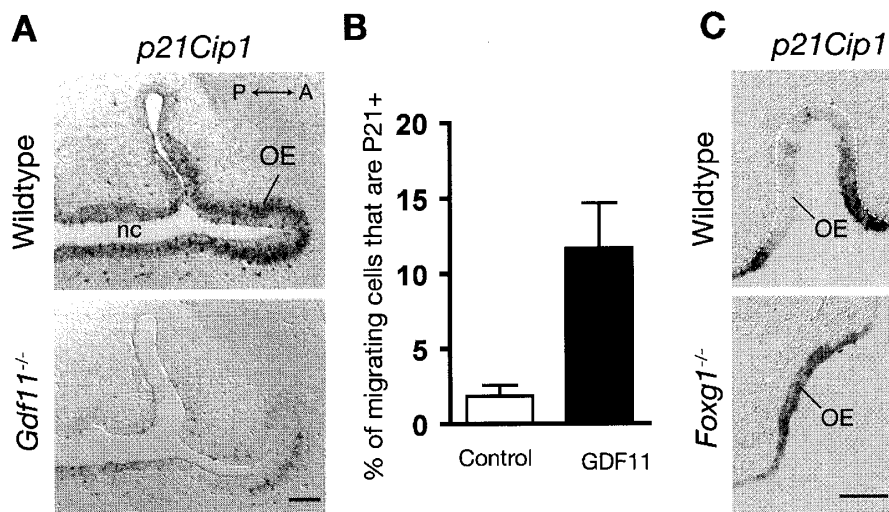 A
p21Cip1
Wildtype
P ⟷ A
OE
nc
Gdf11-/-
B
% of migrating cells that are P21+
20
15
10
5
0
Control
GDF11
C
p21Cip1
Wildtype
OE
Foxg1-/-
OE